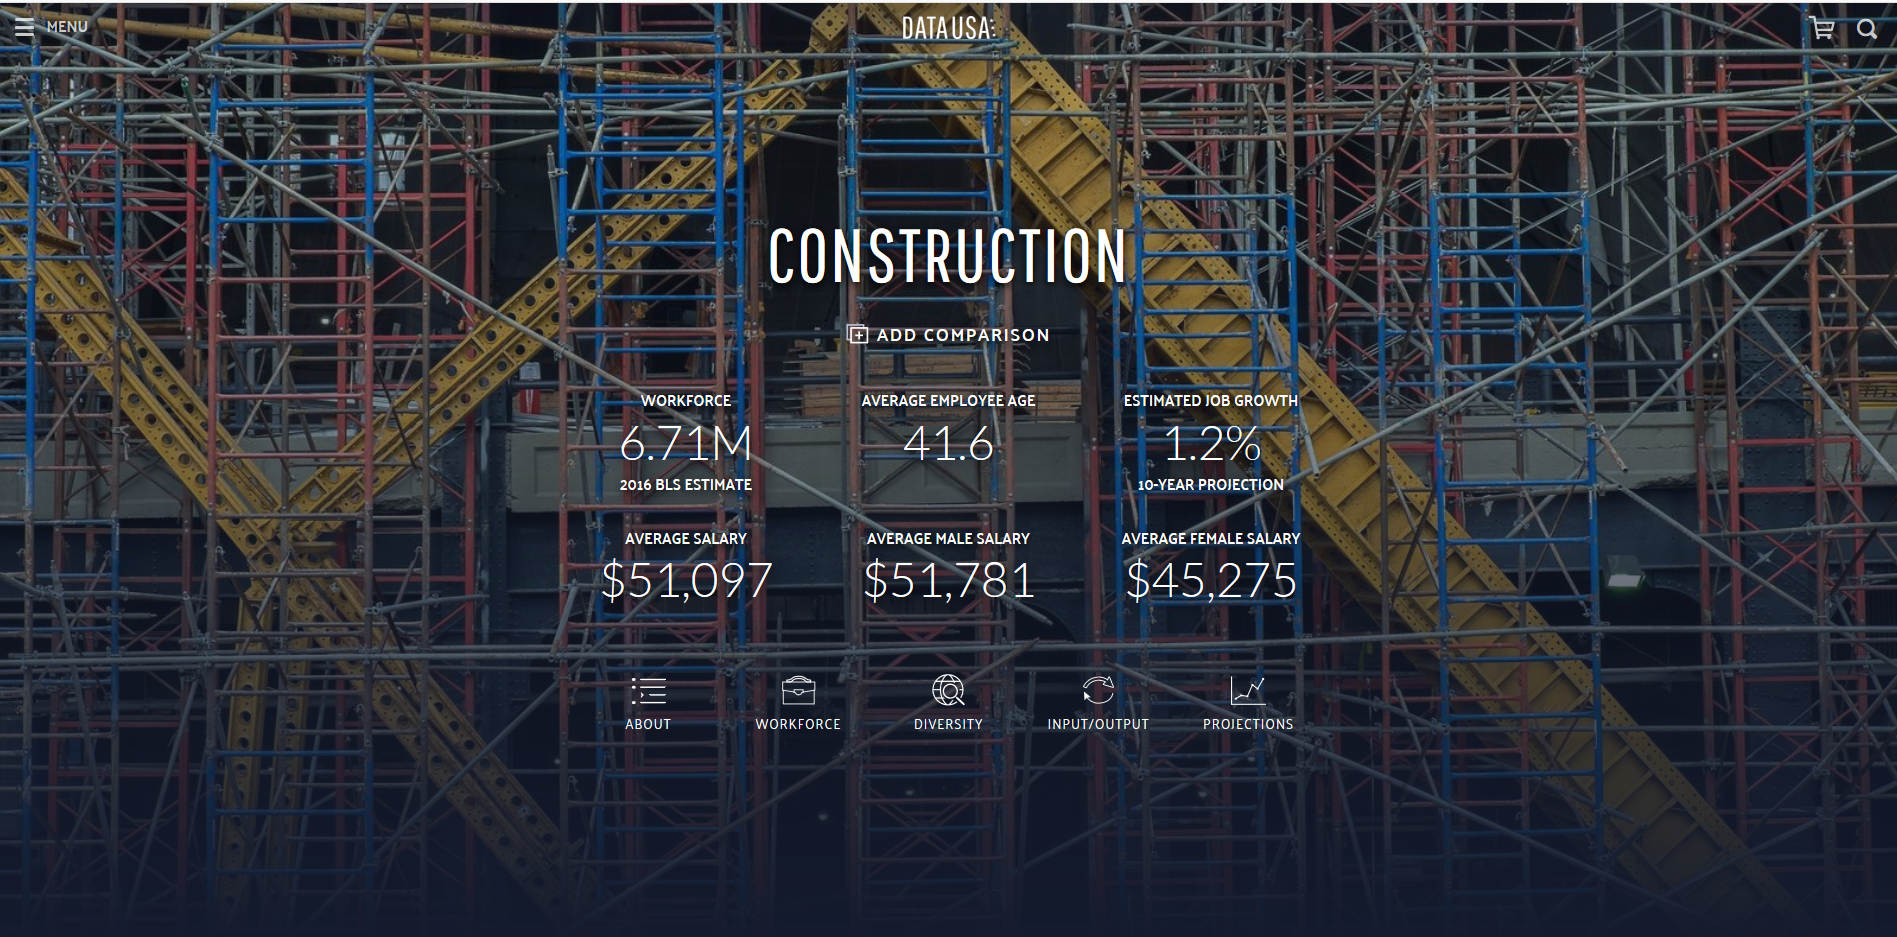 MENU
DATAUSA:
CONSTRUCTION
ADD COMPARISON
WORKFORCE
6.71M
2016 BLS ESTIMATE
AVERAGE EMPLOYEE AGE
41.6
ESTIMATED JOB GROWTH
1.2%
10-YEAR PROJECTION
AVERAGE SALARY
$51,097
AVERAGE MALE SALARY
$51,781
AVERAGE FEMALE SALARY
$45,275
ABOUT
WORKFORCE
DIVERSITY
INPUT/OUTPUT
PROJECTIONS